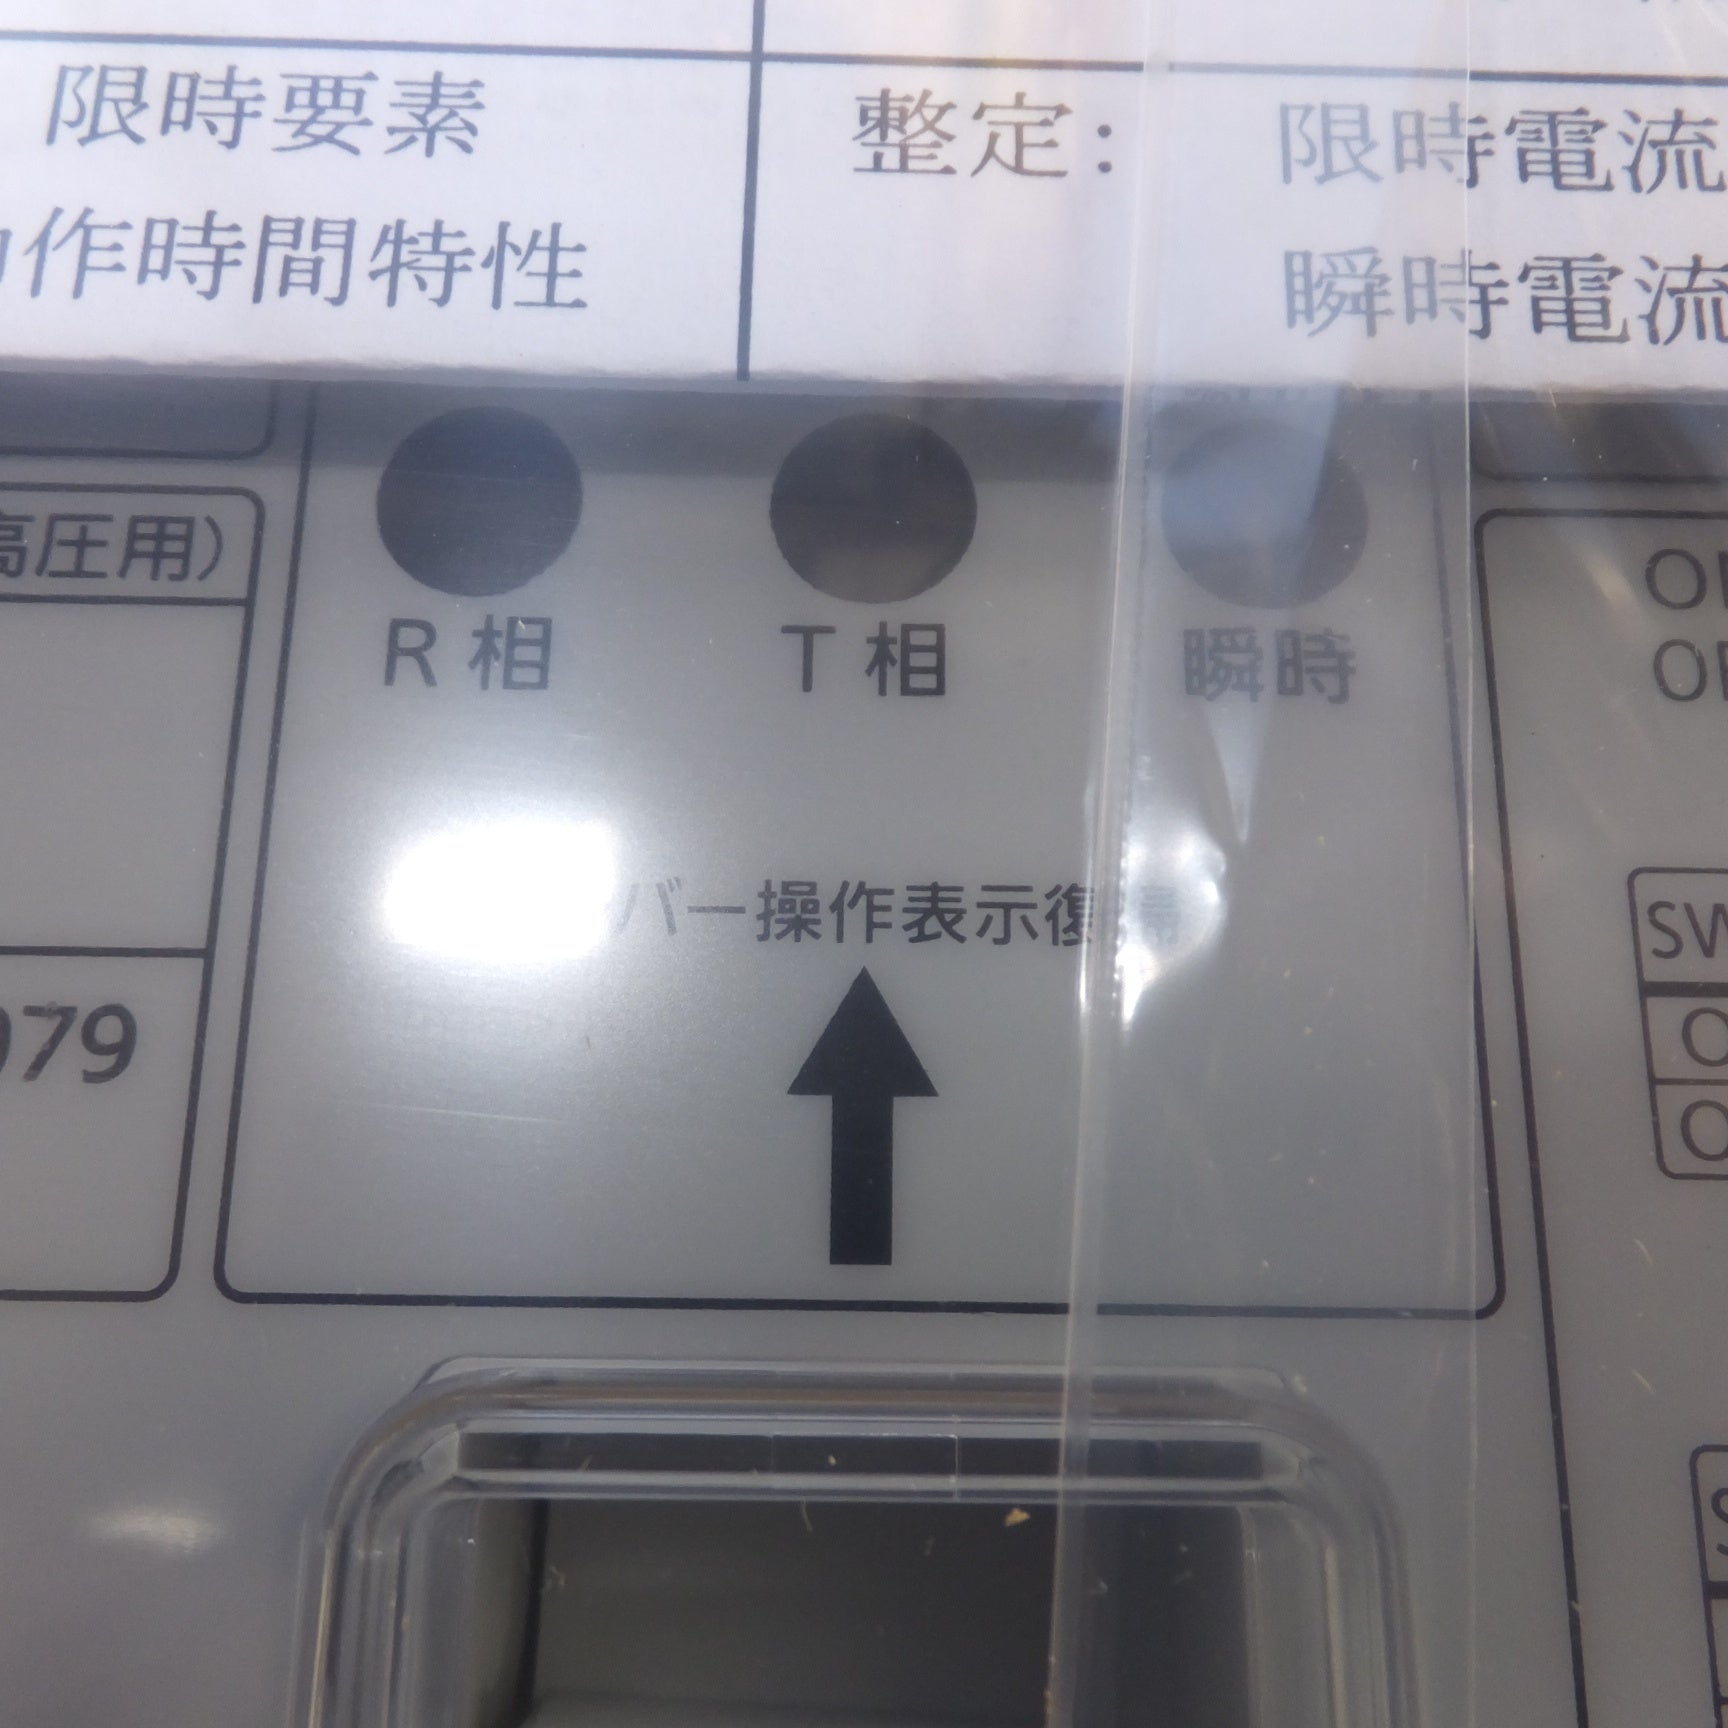 限時要素
整定: 限時電流
作時間特性
瞬時電流
高圧用)
R相
T相
瞬時
バー操作表示復帰
079
SW